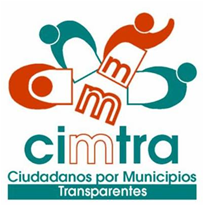 m
m
cimtra
Ciudadanos por Municipios
Transparentes